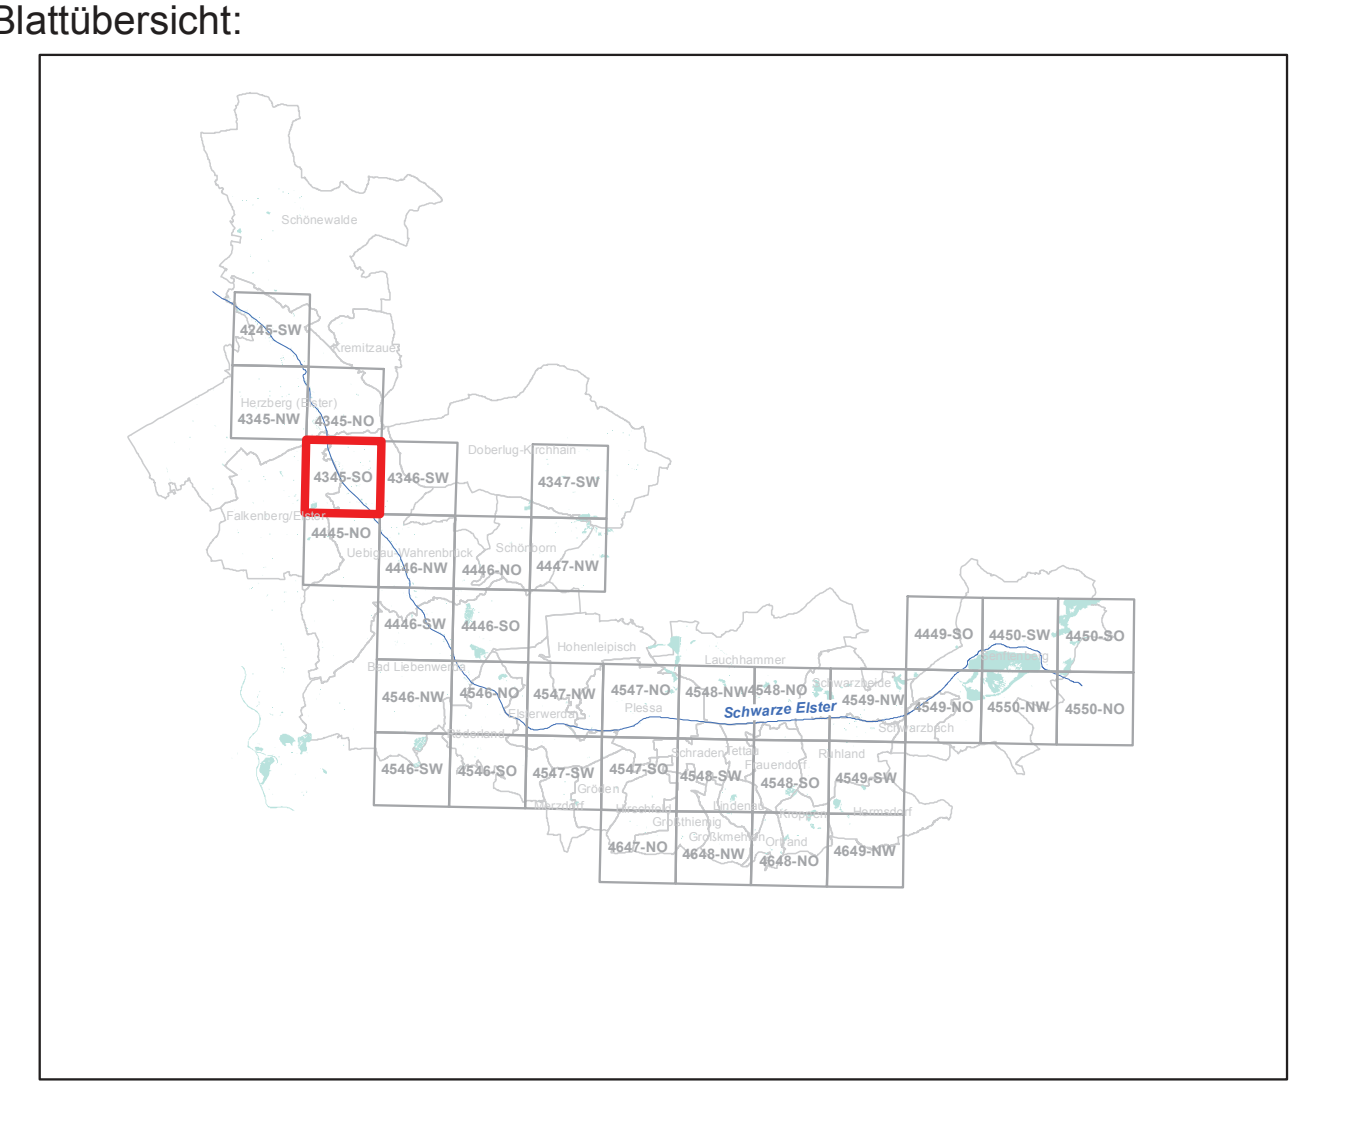 Blattübersicht:
Schönewalde
4245-SW
Kremitzaue
Herzberg (Elster)
4345-NW
4345-NO
Doberlug-Kirchhain
4345-SO
4346-SW
4347-SW
Falkenberg/Elster
4445-NO
Uebigau-Wahrenbrück
Schönborn
4446-NW
4446-NO
4447-NW
4446-SW
4446-SO
4449-SO
4450-SW
4450-SO
Hohenleipisch
Lauchhammer
Bad Liebenwerda
4546-NW
4546-NO
4547-NW
4547-NO
4548-NW
4548-NO
Schwarzheide
4549-NW
4549-NO
4550-NW
4550-NO
Plessa
Schwarze Elster
Elsterwerda
Schwarzbach
Röderland
Schraden
Tettau
Ruhland
Frauendorf
4546-SW
4546-SO
4547-SW
4547-SO
4548-SW
4548-SO
4549-SW
Gröden
Merzdorf
Hirschfeld
Lindenau
Kroppen
Hermsdorf
Großthiemig
Großkmehlen
Ortrand
4647-NO
4648-NW
4648-NO
4649-NW